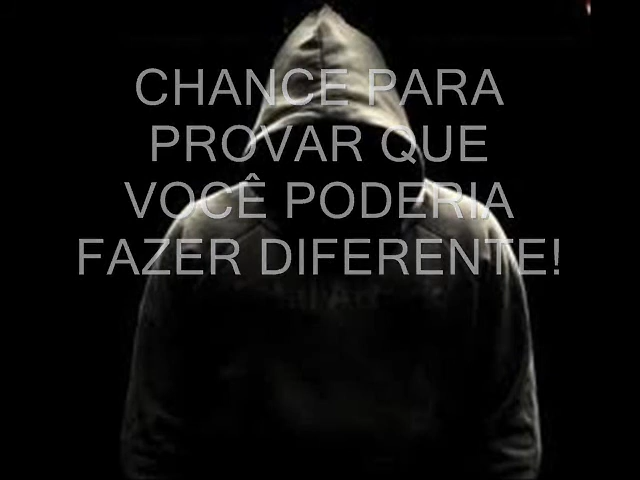 CHANCE PARA
PROVAR QUE
VOCÊ PODERIA
FAZER DIFERENTE!